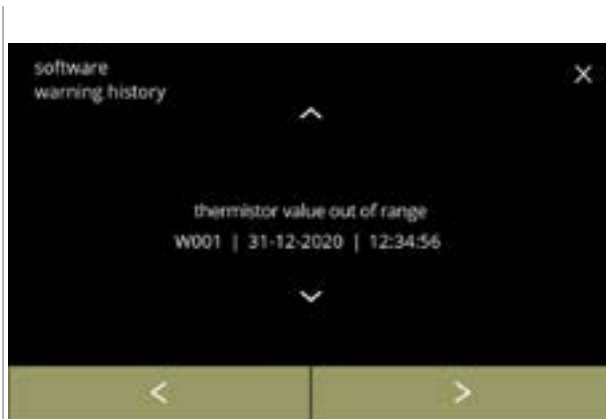 software
warning history
thermistor value out of range
W001 | 31-12-2020 | 12:34:56